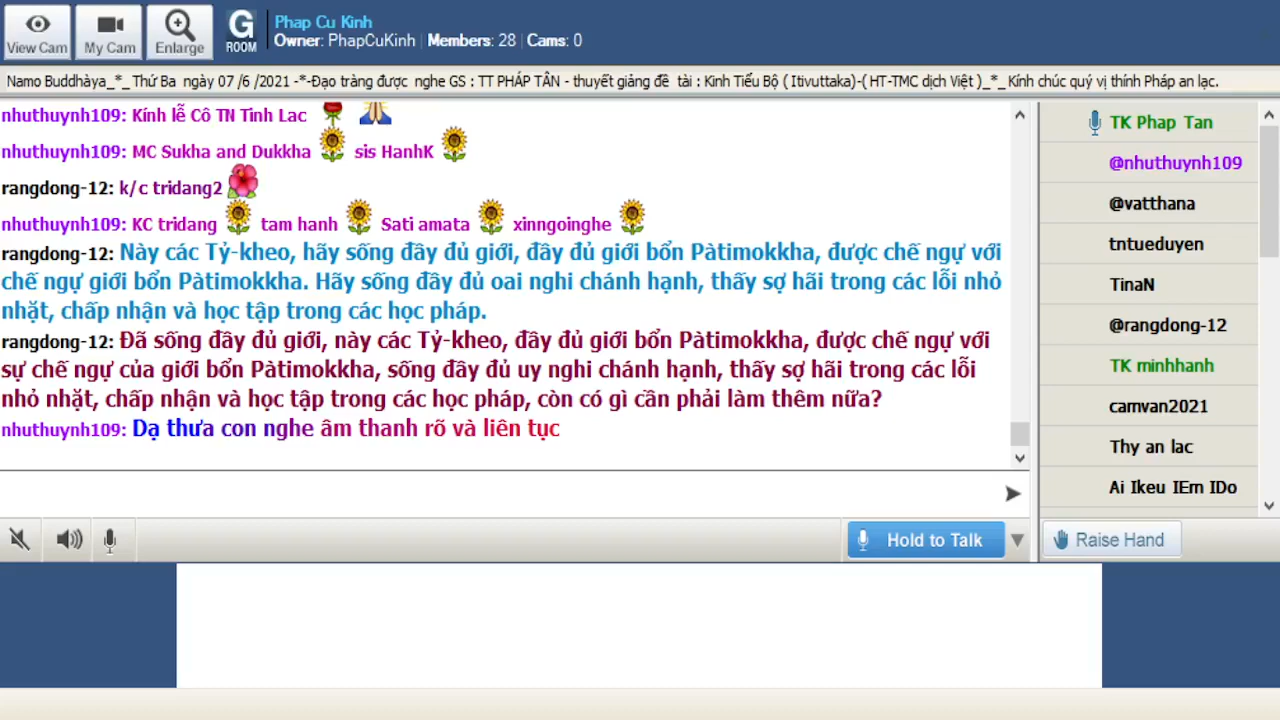 View Cam
My Cam
Enlarge
G
ROOM
Phap Cu Kinh
Owner: PhapCuKinh | Members: 28 | Cams: 0
Namo Buddhàya_*_Thứ Ba ngày 07 /6 /2021 -*-Đạo tràng được nghe GS : TT PHÁP TÂN - thuyết giảng đề tài : Kinh Tiểu Bộ ( Itivuttaka)-( HT-TMC dịch Việt )_*_Kính chúc quý vị thính Pháp an lạc.
nhuthuynh109: Kính lễ Cô TN Tinh Lac
nhuthuynh109: MC Sukha and Dukkha sis HanhK
rangdong-12: k/c tridang2
nhuthuynh109: KC tridang tam hanh Sati amata xinngoinghe
rangdong-12: Này các Tỷ-kheo, hãy sống đầy đủ giới, đầy đủ giới bổn Pàtimokkha, được chế ngự với
chế ngự giới bổn Pàtimokkha. Hãy sống đầy đủ oai nghi chánh hạnh, thấy sợ hãi trong các lỗi nhỏ
nhặt, chấp nhận và học tập trong các học pháp.
rangdong-12: Đã sống đầy đủ giới, này các Tỷ-kheo, đầy đủ giới bổn Pàtimokkha, được chế ngự với
sự chế ngự của giới bổn Pàtimokkha, sống đầy đủ uy nghi chánh hạnh, thấy sợ hãi trong các lỗi
nhỏ nhặt, chấp nhận và học tập trong các học pháp, còn có gì cần phải làm thêm nữa?
nhuthuynh109: Dạ thưa con nghe âm thanh rõ và liên tục
TK Phap Tan
@nhuthuynh109
@vatthana
tntueduyen
TinaN
@rangdong-12
TK minhhanh
camvan2021
Thy an lac
Ai Ikeu IEm IDo
Hold to Talk
Raise Hand